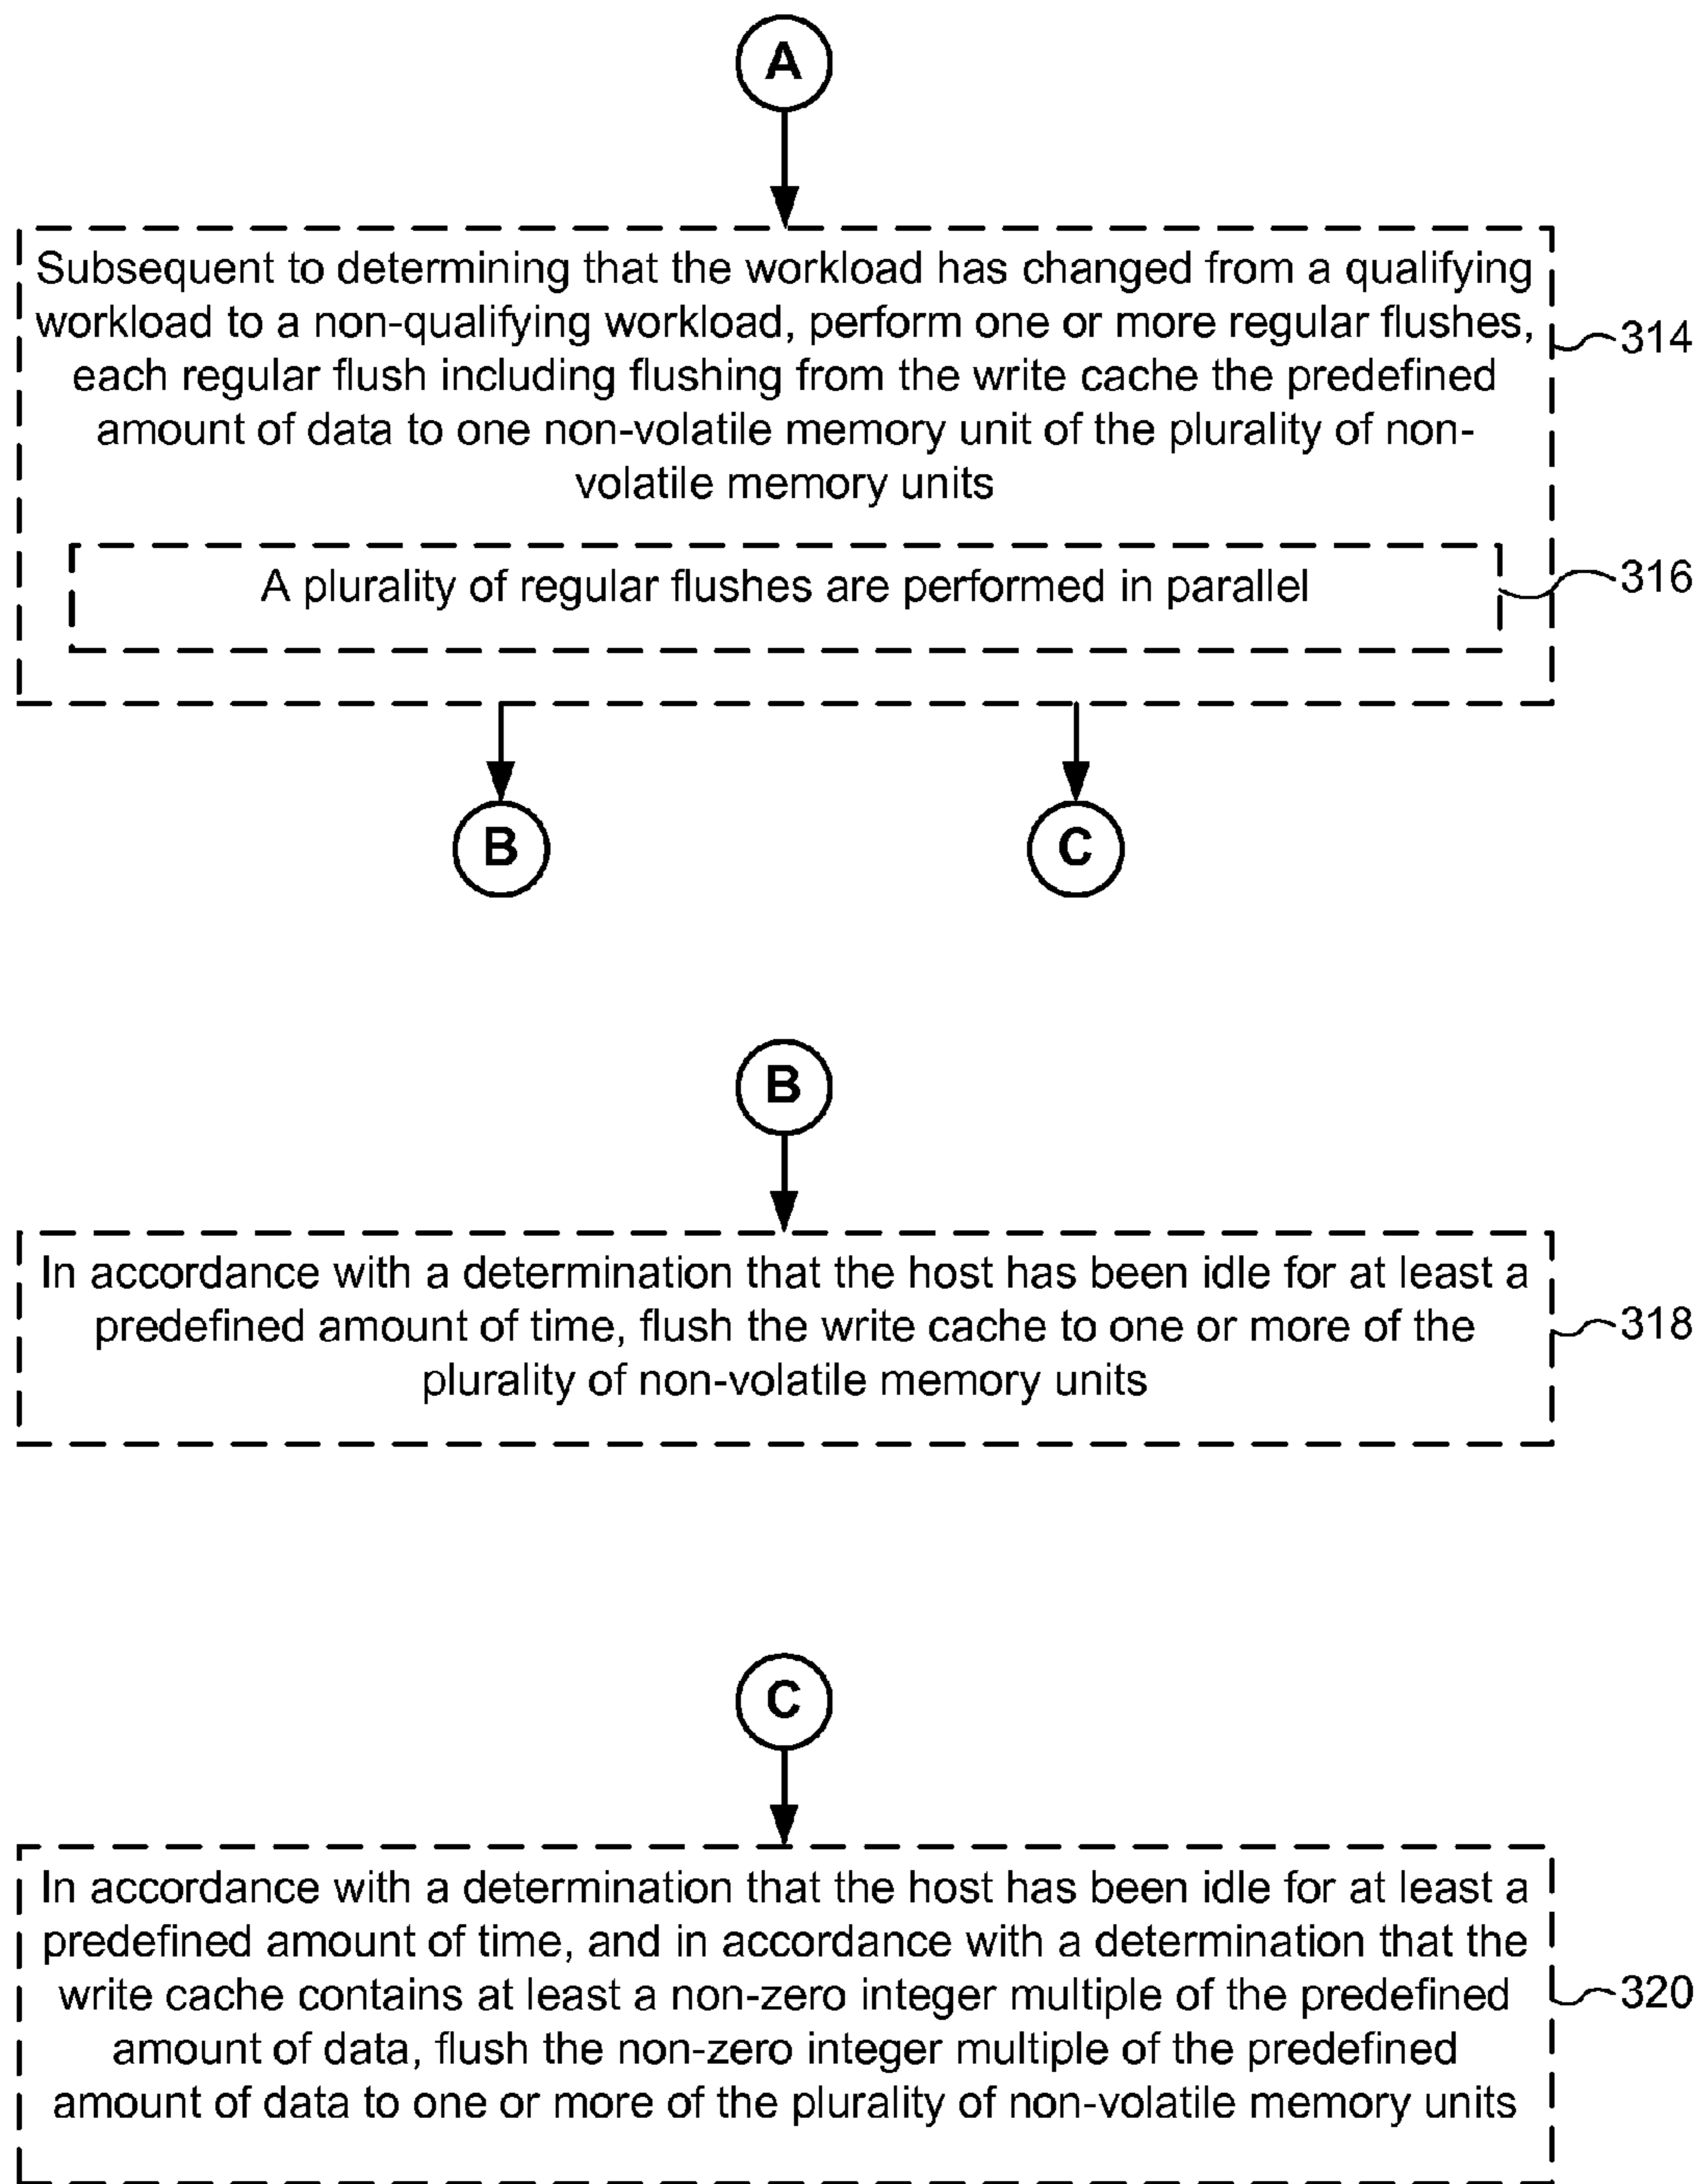 A
Subsequent to determining that the workload has changed from a qualifying
workload to a non-qualifying workload, perform one or more regular flushes,
each regular flush including flushing from the write cache the predefined
amount of data to one non-volatile memory unit of the plurality of non-
volatile memory units
314
A plurality of regular flushes are performed in parallel
316
B
C
B
In accordance with a determination that the host has been idle for at least a
predefined amount of time, flush the write cache to one or more of the
plurality of non-volatile memory units
318
C
In accordance with a determination that the host has been idle for at least a
predefined amount of time, and in accordance with a determination that the
write cache contains at least a non-zero integer multiple of the predefined
amount of data, flush the non-zero integer multiple of the predefined
amount of data to one or more of the plurality of non-volatile memory units
320